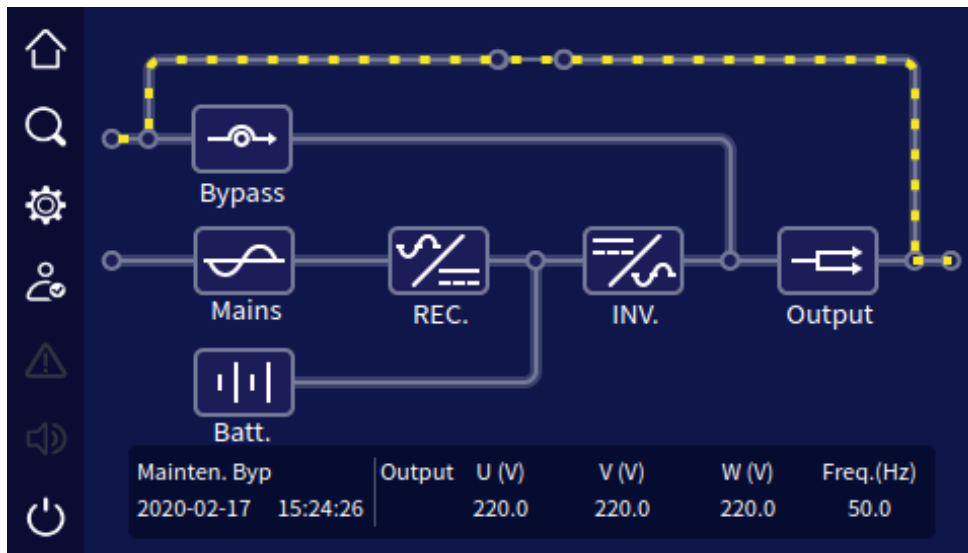 Bypass
Mains
REC.
INV.
Output
Batt.
Mainten. Byp Output U (V) V (V) W (V) Freq.(Hz)
2020-02-17 15:24:26 220.0 220.0 220.0 50.0